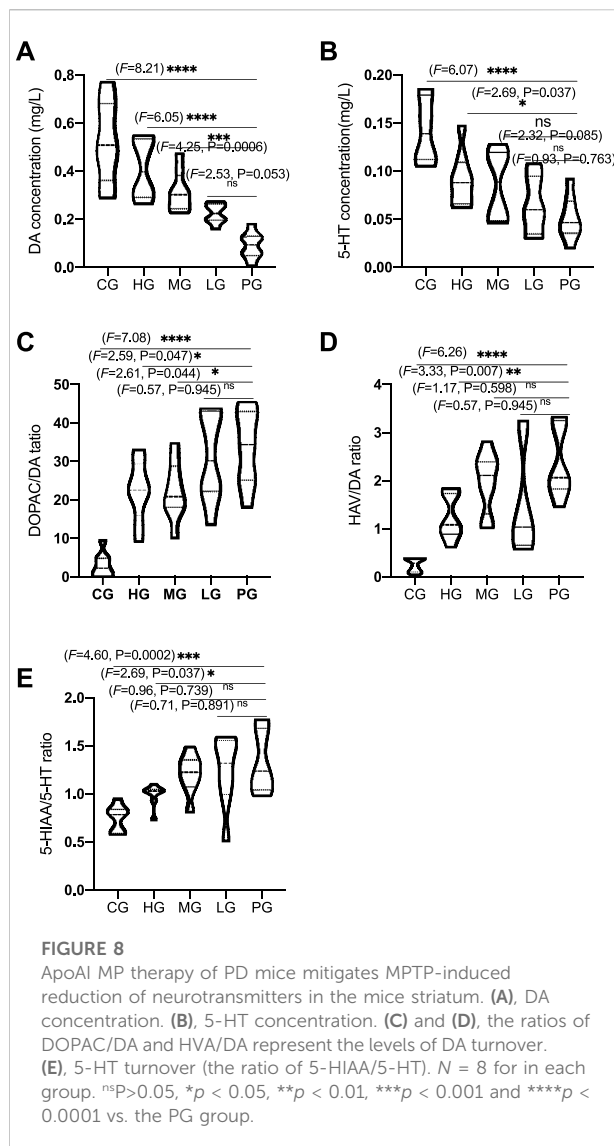 A
(F=8.21) ****
(F=6.05) ****
***
(4.25, P=0.0006)
(F=2.53, P=0.053)
ns
DA concentration (mg/L)
0.8
0.6
0.4
0.2
0.0
CG HG MG LG PG
B
(F=6.07) ****
(F=2.69, P=0.037)
*
ns
(F=2.32, P=0.085)
ns
(F=0.93, P=0.763)
5-HT concentration(mg/L)
0.20
0.15
0.10
0.05
0.00
CG HG MG LG PG
C
(F=7.08) ****
(F=2.59, P=0.047) *
(F=2.61, P=0.044) *
(F=0.57, P=0.945) ns
DOPAC/DA tatio
50
40
30
20
10
0
CG HG MG LG PG
D
(F=6.26) ****
(F=3.33, P=0.007) **
(F=1.17, P=0.598) ns
(F=0.57, P=0.945) ns
HAV/DA ratio
4
3
2
1
0
CG HG MG LG PG
E
(F=4.60, P=0.0002) ***
(F=2.69, P=0.037) *
(F=0.96, P=0.739) ns
(F=0.71, P=0.891) ns
5-HIAA/5-HT ratio
2.0
1.5
1.0
0.5
0.0
CG HG MG LG PG
FIGURE 8
ApoAI MP therapy of PD mice mitigates MPTP-induced
reduction of neurotransmitters in the mice striatum. (A), DA
concentration. (B), 5-HT concentration. (C) and (D), the ratios of
DOPAC/DA and HVA/DA represent the levels of DA turnover.
(E), 5-HT turnover (the ratio of 5-HIAA/5-HT). N = 8 for in each
group. nsP>0.05, *p < 0.05, **p < 0.01, ***p < 0.001 and ****p <
0.0001 vs. the PG group.